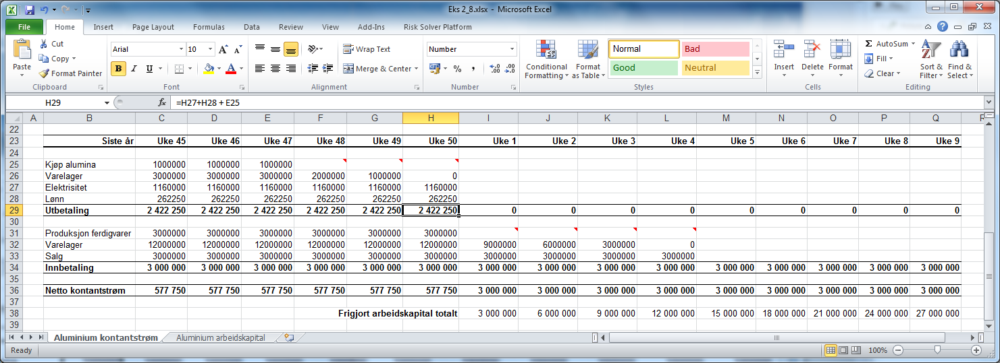 Eks 2_8.xlsx - Microsoft Excel
File Home Insert Page Layout Formulas Data Review View Add-Ins Risk Solver Platform
Paste Cut Copy Format Painter Clipboard
Arial 10 B I U A A A Font
Wrap Text Merge & Center Alignment
Number % , Number
Conditional Formatting Format as Table Normal Bad Good Neutral Styles
Insert Delete Format Cells
Σ AutoSum Fill Clear Sort & Filter Find & Select Editing
H29 fx =H27+H28 + E25
A B C D E F G H I J K L M N O P Q R
22
23 Siste år Uke 45 Uke 46 Uke 47 Uke 48 Uke 49 Uke 50 Uke 1 Uke 2 Uke 3 Uke 4 Uke 5 Uke 6 Uke 7 Uke 8 Uke 9
24
25 Kjøp alumina 1000000 1000000 1000000
26 Varelager 3000000 3000000 3000000 2000000 1000000 0
27 Elektrisitet 1160000 1160000 1160000 1160000 1160000 1160000
28 Lønn 262250 262250 262250 262250 262250 262250
29 Utbetaling 2 422 250 2 422 250 2 422 250 2 422 250 2 422 250 2 422 250 0 0 0 0 0 0 0 0 0
30
31 Produksjon ferdigvarer 3000000 3000000 3000000 3000000 3000000 3000000
32 Varelager 12000000 12000000 12000000 12000000 12000000 12000000 9000000 6000000 3000000 0
33 Salg 3000000 3000000 3000000 3000000 3000000 3000000 3000000 3000000 3000000 3000000
34 Innbetaling 3 000 000 3 000 000 3 000 000 3 000 000 3 000 000 3 000 000 3 000 000 3 000 000 3 000 000 3 000 000 3 000 000 3 000 000 3 000 000 3 000 000 3 000 000
35
36 Netto kontantstrøm 577 750 577 750 577 750 577 750 577 750 577 750 3 000 000 3 000 000 3 000 000 3 000 000 3 000 000 3 000 000 3 000 000 3 000 000 3 000 000
37
38 Frigjort arbeidskapital totalt 3 000 000 6 000 000 9 000 000 12 000 000 15 000 000 18 000 000 21 000 000 24 000 000 27 000 000
39
Aluminium kontantstrøm Aluminium arbeidskapital
Ready 100%